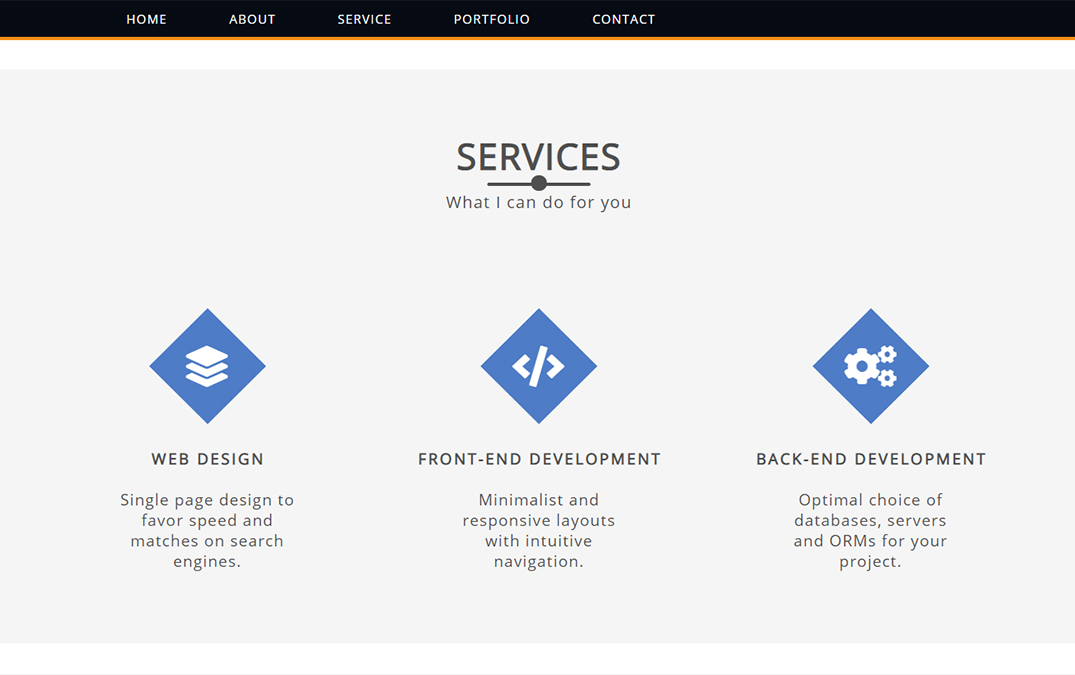 HOME ABOUT SERVICE PORTFOLIO CONTACT
SERVICES
What I can do for you
WEB DESIGN
Single page design to
favor speed and
matches on search
engines.
FRONT-END DEVELOPMENT
Minimalist and
responsive layouts
with intuitive
navigation.
BACK-END DEVELOPMENT
Optimal choice of
databases, servers
and ORMs for your
project.